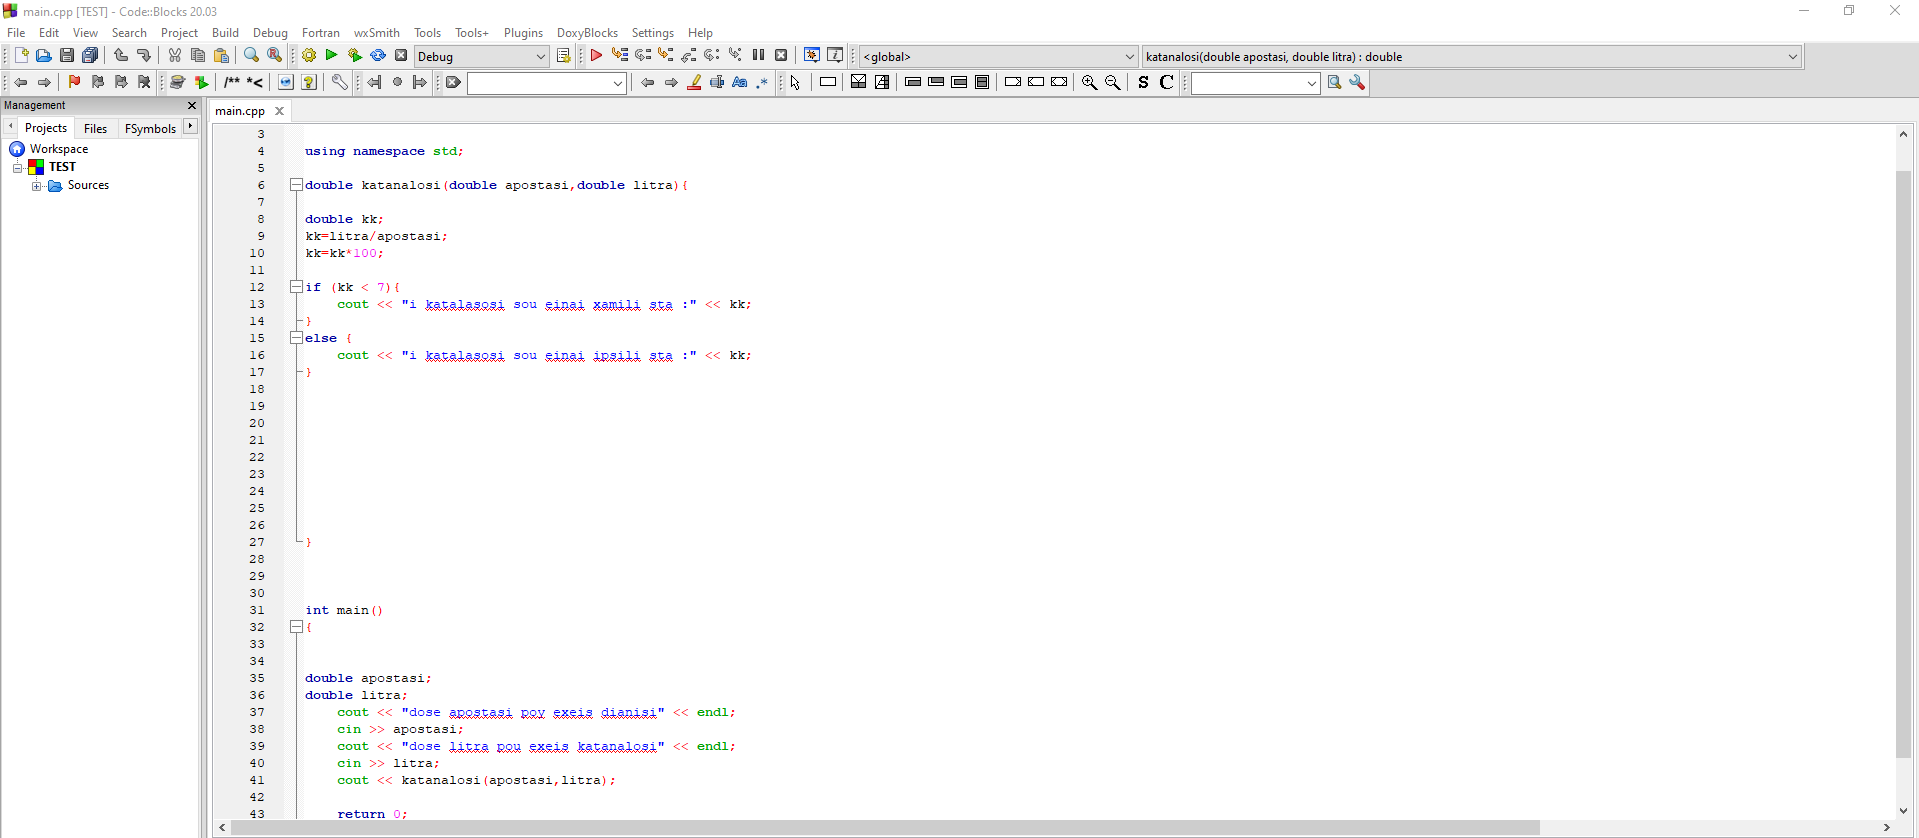 main.cpp [TEST] - Code::Blocks 20.03
File Edit View Search Project Build Debug Fortran wxSmith Tools Tools+ Plugins DoxyBlocks Settings Help
Debug <global> katanalosi(double apostasi, double litra) : double
/** *< Aa .* S C
Management
main.cpp
Projects Files FSymbols
Workspace
TEST
Sources
3
4 using namespace std;
5
6 double katanalosi(double apostasi,double litra){
7
8 double kk;
9 kk=litra/apostasi;
10 kk=kk*100;
11
12 if (kk < 7){
13 cout << "i katalasosi sou einai xamili sta :" << kk;
14 }
15 else {
16 cout << "i katalasosi sou einai ipsili sta :" << kk;
17 }
18
19
20
21
22
23
24
25
26
27 }
28
29
30
31 int main()
32 {
33
34
35 double apostasi;
36 double litra;
37 cout << "dose apostasi poy exeis dianisi" << endl;
38 cin >> apostasi;
39 cout << "dose litra pou exeis katanalosi" << endl;
40 cin >> litra;
41 cout << katanalosi(apostasi,litra);
42
43 return 0;